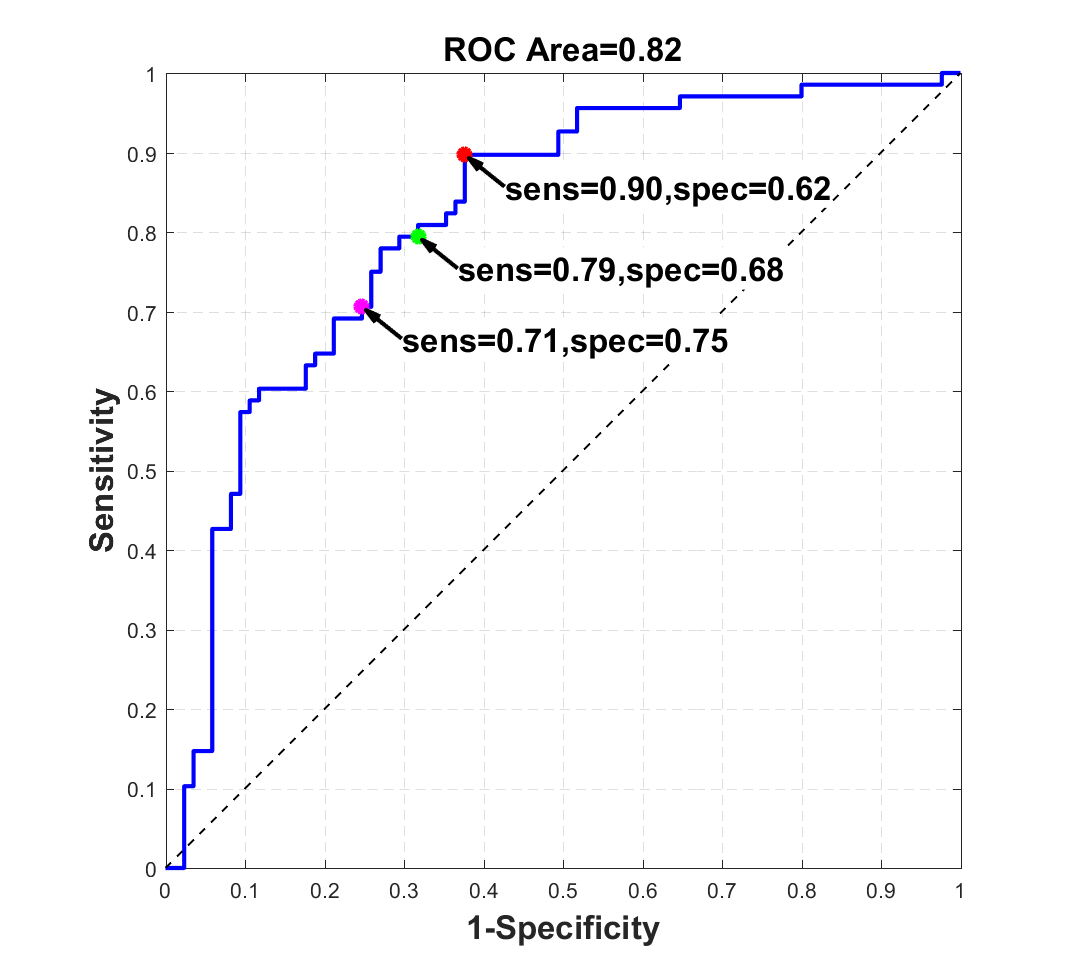 ROC Area=0.82
1
0.9
sens=0.90,spec=0.62
0.8
sens=0.79,spec=0.68
0.7
sens=0.71,spec=0.75
0.6
0.5
0.4
0.3
0.2
0.1
0
Sensitivity
0 0.1 0.2 0.3 0.4 0.5 0.6 0.7 0.8 0.9 1
1-Specificity